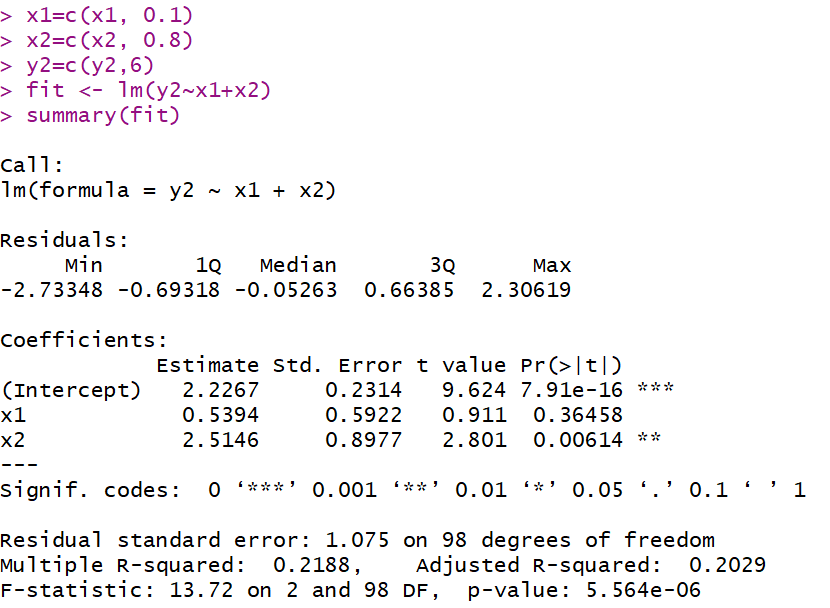 > x1=c(x1, 0.1)
> x2=c(x2, 0.8)
> y2=c(y2,6)
> fit <- lm(y2~x1+x2)
> summary(fit)

Call:
lm(formula = y2 ~ x1 + x2)

Residuals:
     Min       1Q   Median       3Q      Max
-2.73348 -0.69318 -0.05263  0.66385  2.30619

Coefficients:
            Estimate Std. Error t value Pr(>|t|)
(Intercept)   2.2267     0.2314   9.624 7.91e-16 ***
x1            0.5394     0.5922   0.911  0.36458
x2            2.5146     0.8977   2.801  0.00614 **
---
Signif. codes:  0 ‘***’ 0.001 ‘**’ 0.01 ‘*’ 0.05 ‘.’ 0.1 ‘ ’ 1

Residual standard error: 1.075 on 98 degrees of freedom
Multiple R-squared:  0.2188,    Adjusted R-squared:  0.2029
F-statistic: 13.72 on 2 and 98 DF,  p-value: 5.564e-06